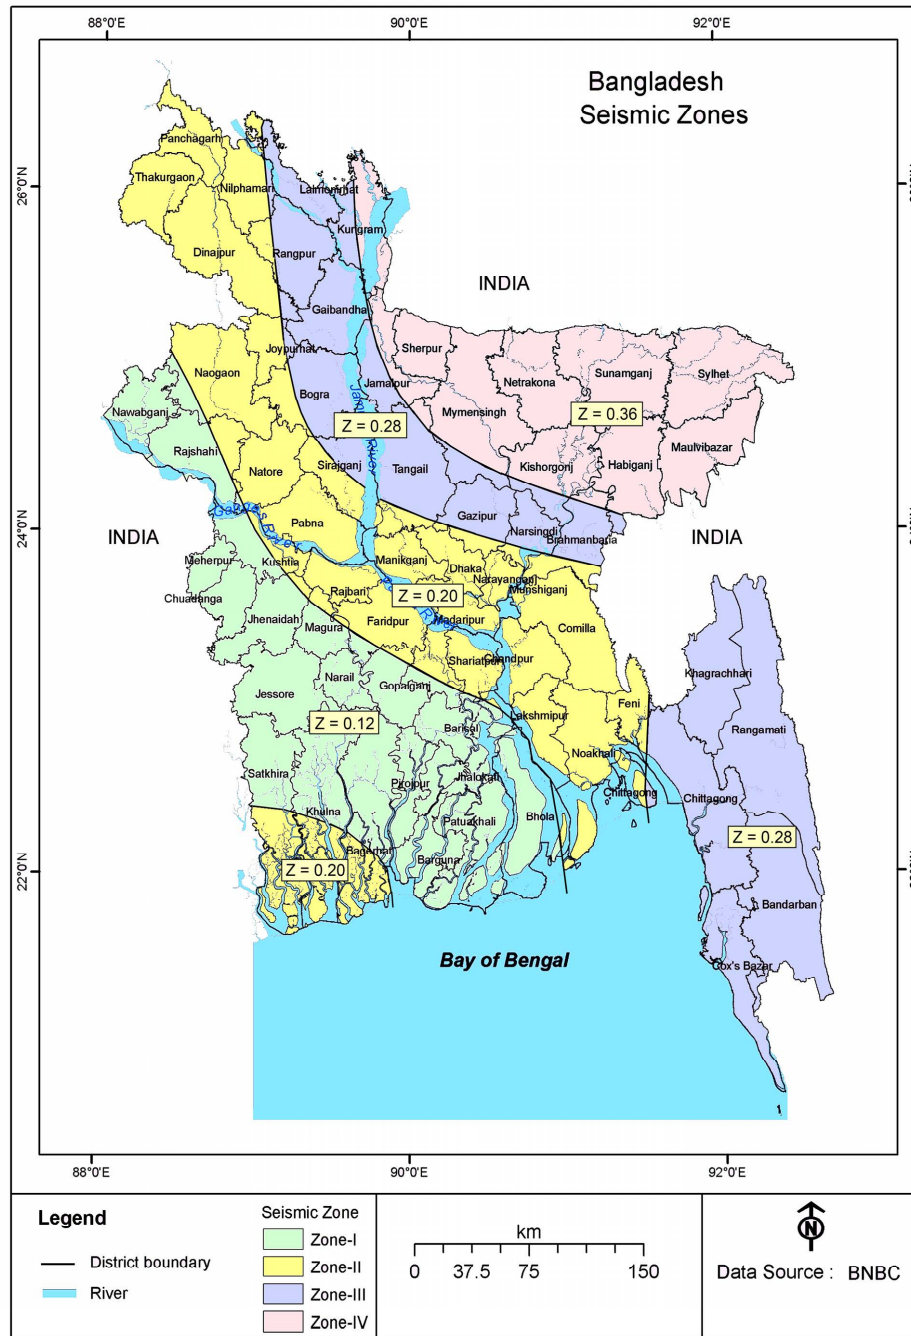 88°0'E 90°0'E 92°0'E
Bangladesh
Seismic Zones
Panchagarh
26°0'N
Thakurgaon
Nilphamari
Lalmonirhat
Kurigram
Dinajpur
Rangpur
INDIA
Gaibandha
Joypurhat
Sherpur
Naogaon
Jamalpur
Netrakona
Sunamganj
Sylhet
Bogra
Nawabganj
Mymensingh
Z = 0.36
Z = 0.28
River
Rajshahi
Maulvibazar
Sirajganj
Tangail
Kishorgonj
Habiganj
Natore
Gazipur
Pabna
Narsingdi
Brahmanbaria
24°0'N
INDIA
INDIA
Meherpur
Kushtia
Manikganj
Dhaka
Narayanganj
Munshiganj
Chuadanga
Rajbari
Z = 0.20
Jhenaidah
Magura
Faridpur
Madaripur
Comilla
Shariatpur
Chandpur
Khagrachhari
Narail
Gopalganj
Jessore
Feni
Z = 0.12
Barisal
Lakshmipur
Rangamati
Noakhali
Satkhira
Pirojpur
Jhalokati
Chittagong
Chittagong
Khulna
Patuakhali
Bhola
Z = 0.28
Bagerhat
Barguna
22°0'N
Z = 0.20
Bandarban
Bay of Bengal
Cox's Bazar
88°0'E 90°0'E 92°0'E
Legend
District boundary
River
Seismic Zone
Zone-I
Zone-II
Zone-III
Zone-IV
km
0 37.5 75 150
N
Data Source : BNBC